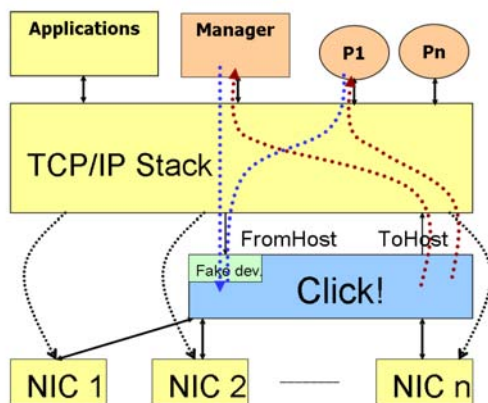 Applications
Manager
P1
Pn
TCP/IP Stack
FromHost
ToHost
Fake dev.
Click!
NIC 1
NIC 2
NIC n